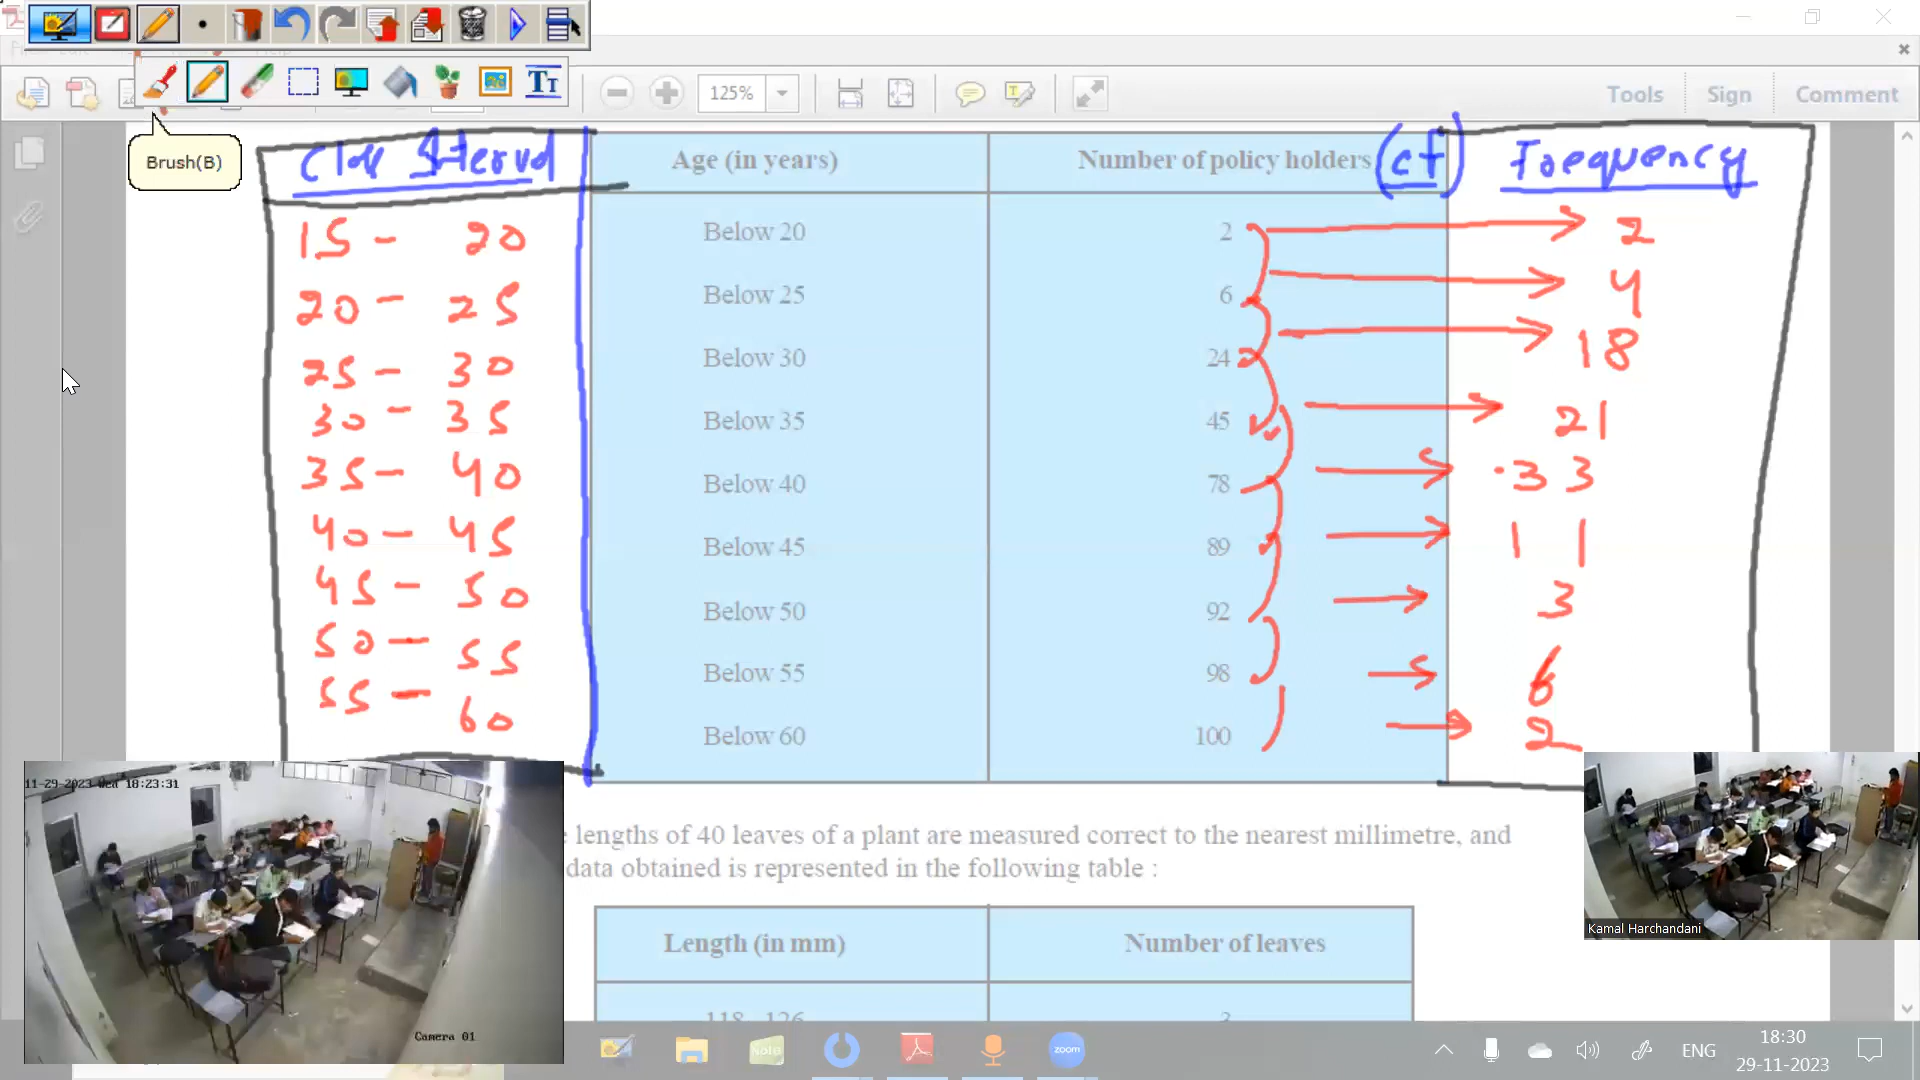 125%
Tools
Sign
Comment
Brush(B)
Class Interval
Age (in years)
Number of policy holders
(cf)
Frequency
15 - 20
Below 20
2
2
20 - 25
Below 25
6
4
25 - 30
Below 30
24
18
30 - 35
Below 35
45
21
35 - 40
Below 40
78
33
40 - 45
Below 45
89
11
45 - 50
Below 50
92
3
50 - 55
Below 55
98
6
55 - 60
Below 60
100
2
11-29-2023 Wed 18:23:31
Camera 01
Kamal Harchandani
lengths of 40 leaves of a plant are measured correct to the nearest millimetre, and
data obtained is represented in the following table :
Length (in mm)
Number of leaves
118 - 126
3
Note
zoom
ENG
18:30
29-11-2023